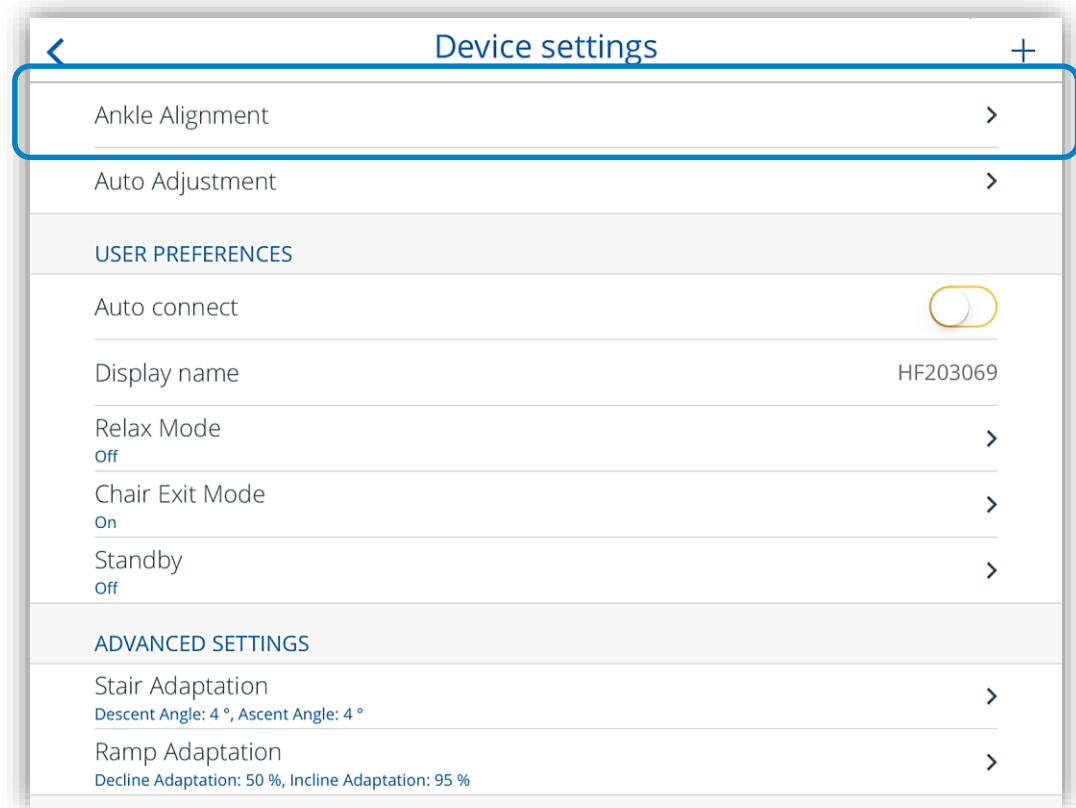 Device settings
Ankle Alignment
Auto Adjustment
USER PREFERENCES
Auto connect
Display name HF203069
Relax Mode
Off
Chair Exit Mode
On
Standby
Off
ADVANCED SETTINGS
Stair Adaptation
Descent Angle: 4 °, Ascent Angle: 4 °
Ramp Adaptation
Decline Adaptation: 50 %, Incline Adaptation: 95 %